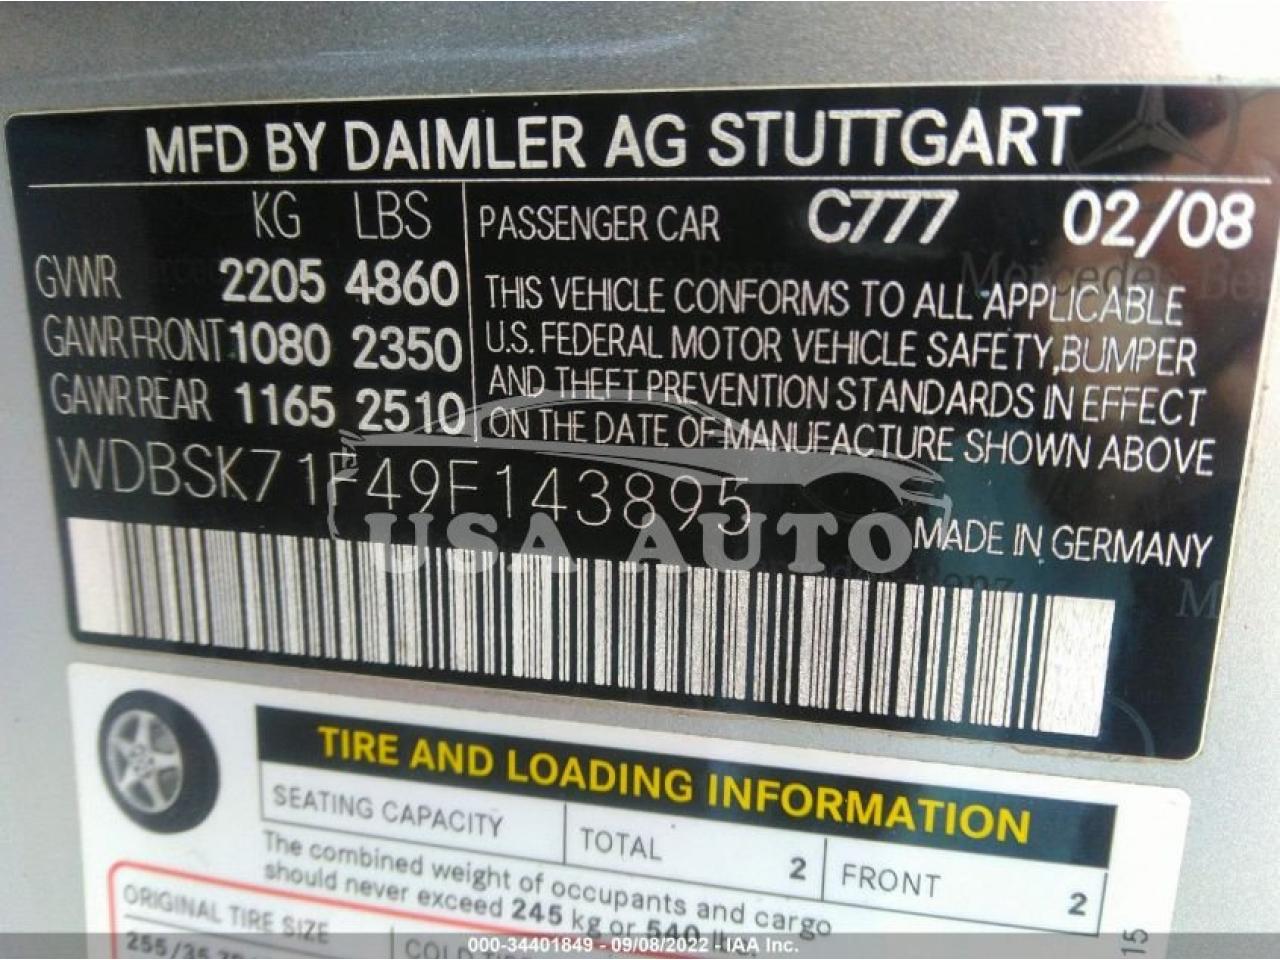 MFD BY DAIMLER AG STUTTGART
KG LBS
GVWR 2205 4860
GAWR FRONT 1080 2350
GAWR REAR 1165 2510
PASSENGER CAR C777 02/08
THIS VEHICLE CONFORMS TO ALL APPLICABLE
U.S. FEDERAL MOTOR VEHICLE SAFETY, BUMPER
AND THEFT PREVENTION STANDARDS IN EFFECT
ON THE DATE OF MANUFACTURE SHOWN ABOVE
WDBSK71F49F143895
USA AUTO
MADE IN GERMANY
Mercedes-Benz
TIRE AND LOADING INFORMATION
SEATING CAPACITY TOTAL 2 FRONT 2
The combined weight of occupants and cargo
should never exceed 245 kg or 540 lbs.
ORIGINAL TIRE SIZE
000-34401849 - 09/08/2022 - IAA Inc.